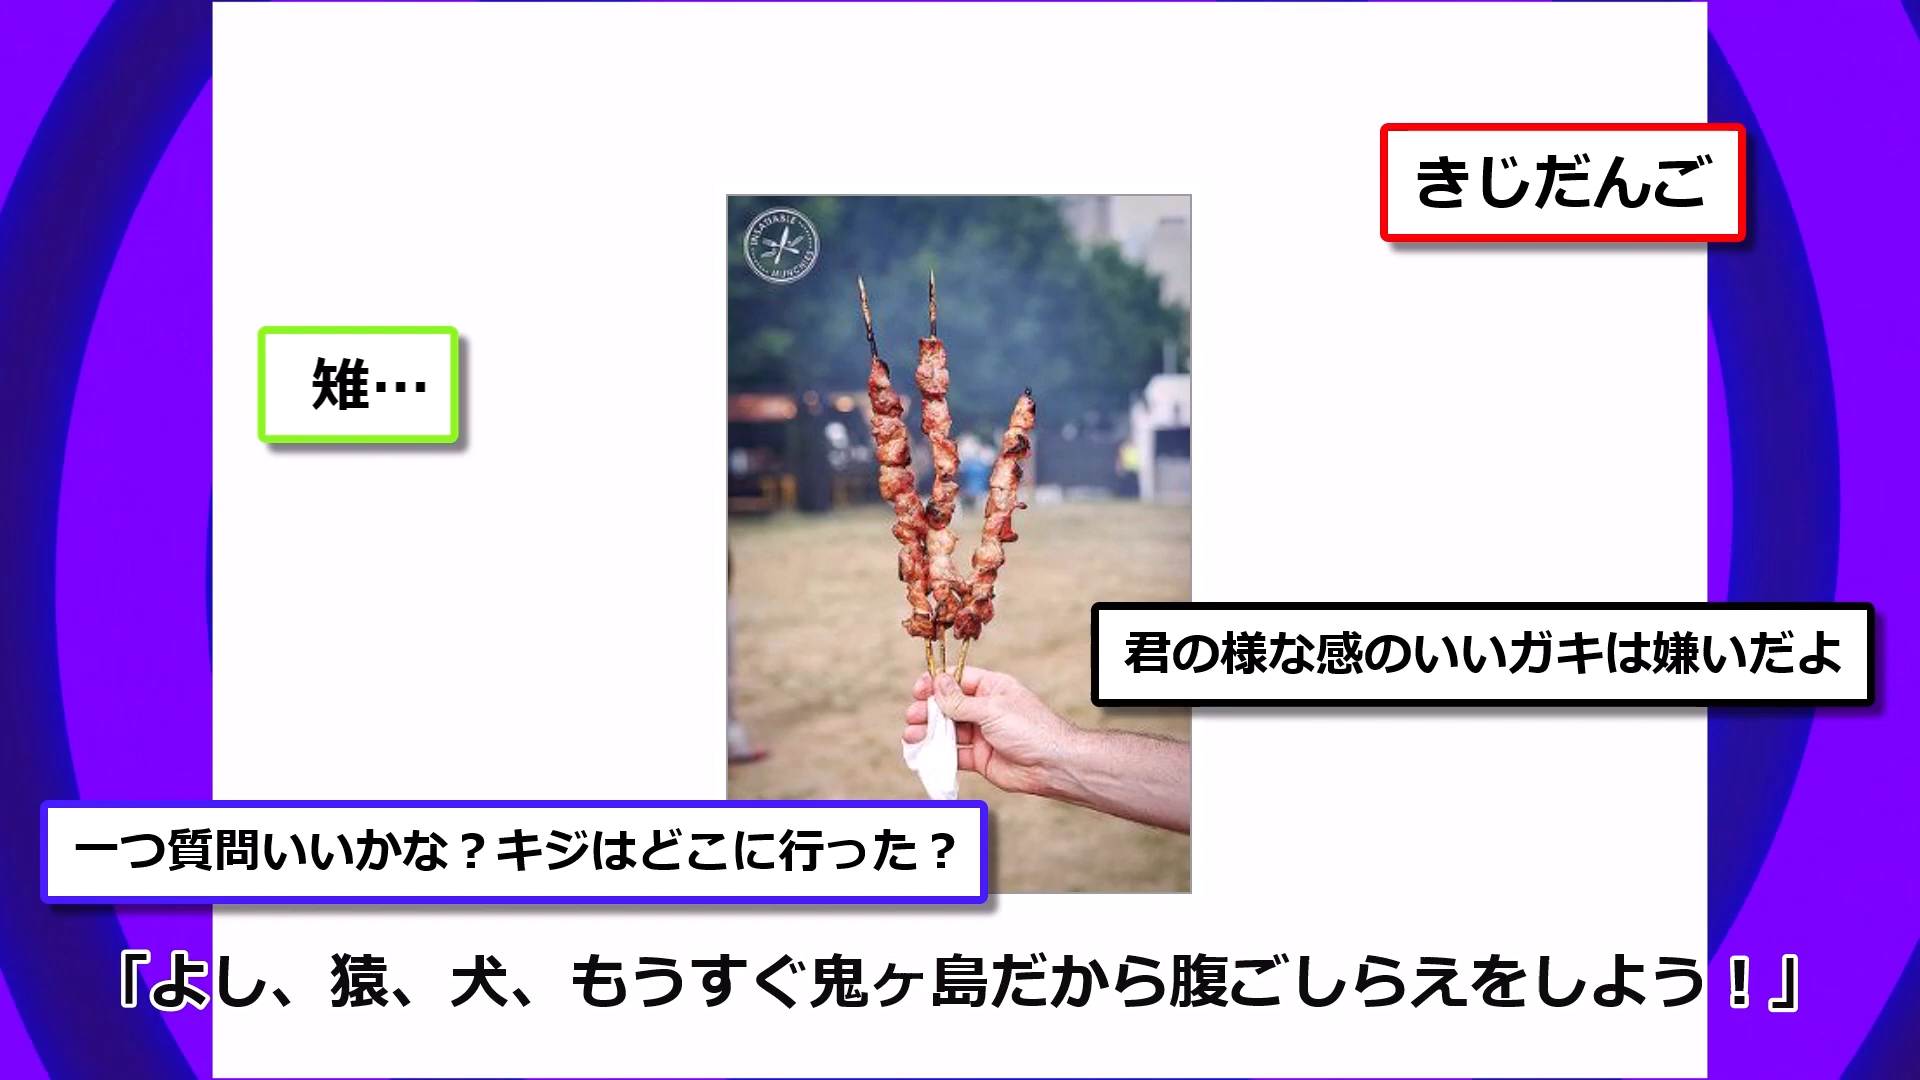 きじだんご
INSATIABLE
MUNCHIES
雉…
君の様な感のいいガキは嫌いだよ
一つ質問いいかな？キジはどこに行った？
「よし、猿、犬、もうすぐ鬼ヶ島だから腹ごしらえをしよう！」